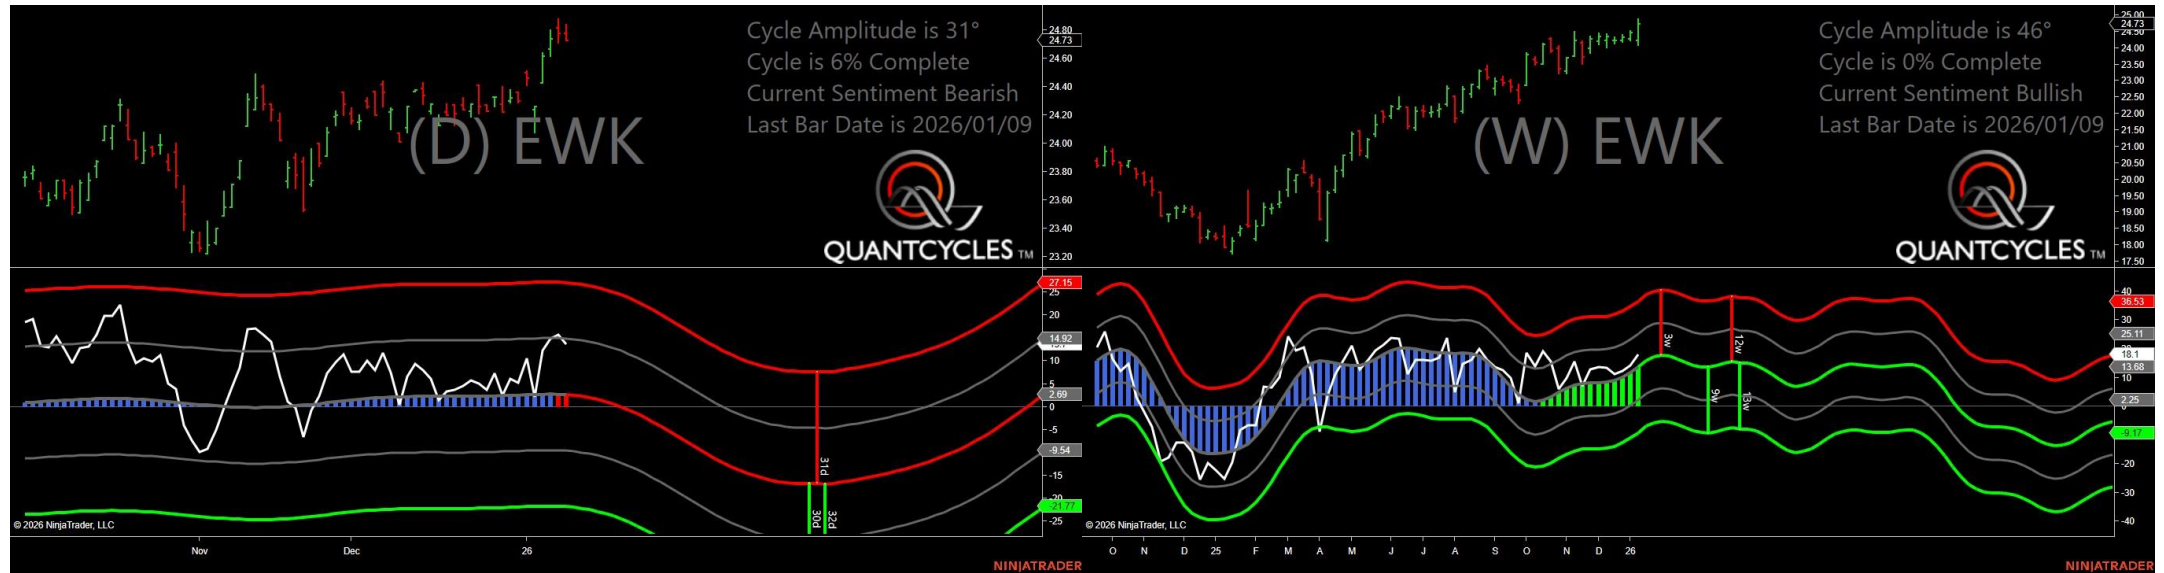 Cycle Amplitude is 31°
Cycle is 6% Complete
Current Sentiment Bearish
Last Bar Date is 2026/01/09
(D) EWK
QUANTCYCLES TM
24.80
24.73
24.60
24.40
24.20
24.00
23.80
23.60
23.40
23.20
27.15
25
20
14.92
10
5
2.69
0
-5
-9.54
-15
-20
-21.77
-25
31d
30d
32d
© 2026 NinjaTrader, LLC
Nov
Dec
26
NINJATRADER
Cycle Amplitude is 46°
Cycle is 0% Complete
Current Sentiment Bullish
Last Bar Date is 2026/01/09
(W) EWK
QUANTCYCLES TM
25.00
24.73
24.50
24.00
23.50
23.00
22.50
22.00
21.50
21.00
20.50
20.00
19.50
19.00
18.50
18.00
17.50
40
36.53
30
25.11
18.1
13.68
10
2.25
0
-9.17
-20
-30
-40
3w
12w
9w
13w
© 2026 NinjaTrader, LLC
O N D 25 F M A M J J A S O N D 26
NINJATRADER